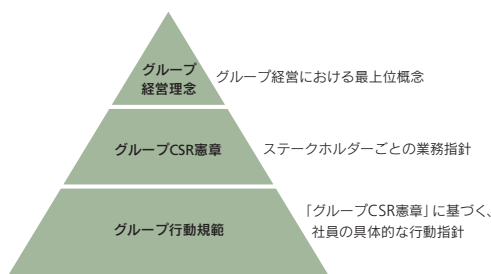 グループ
経営理念
グループ経営における最上位概念
グループCSR憲章
ステークホルダーごとの業務指針
グループ行動規範
「グループCSR憲章」に基づく、
社員の具体的な行動指針